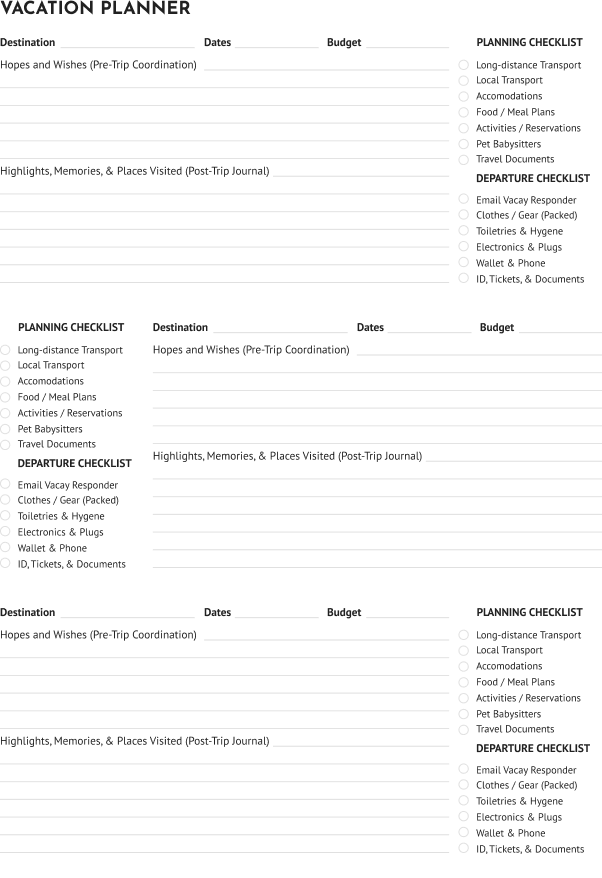 VACATION PLANNER
Destination Dates Budget
Hopes and Wishes (Pre-Trip Coordination)
Highlights, Memories, & Places Visited (Post-Trip Journal)
PLANNING CHECKLIST
Long-distance Transport
Local Transport
Accomodations
Food / Meal Plans
Activities / Reservations
Pet Babysitters
Travel Documents
DEPARTURE CHECKLIST
Email Vacay Responder
Clothes / Gear (Packed)
Toiletries & Hygene
Electronics & Plugs
Wallet & Phone
ID, Tickets, & Documents
PLANNING CHECKLIST
Long-distance Transport
Local Transport
Accomodations
Food / Meal Plans
Activities / Reservations
Pet Babysitters
Travel Documents
DEPARTURE CHECKLIST
Email Vacay Responder
Clothes / Gear (Packed)
Toiletries & Hygene
Electronics & Plugs
Wallet & Phone
ID, Tickets, & Documents
Destination Dates Budget
Hopes and Wishes (Pre-Trip Coordination)
Highlights, Memories, & Places Visited (Post-Trip Journal)
Destination Dates Budget
Hopes and Wishes (Pre-Trip Coordination)
Highlights, Memories, & Places Visited (Post-Trip Journal)
PLANNING CHECKLIST
Long-distance Transport
Local Transport
Accomodations
Food / Meal Plans
Activities / Reservations
Pet Babysitters
Travel Documents
DEPARTURE CHECKLIST
Email Vacay Responder
Clothes / Gear (Packed)
Toiletries & Hygene
Electronics & Plugs
Wallet & Phone
ID, Tickets, & Documents